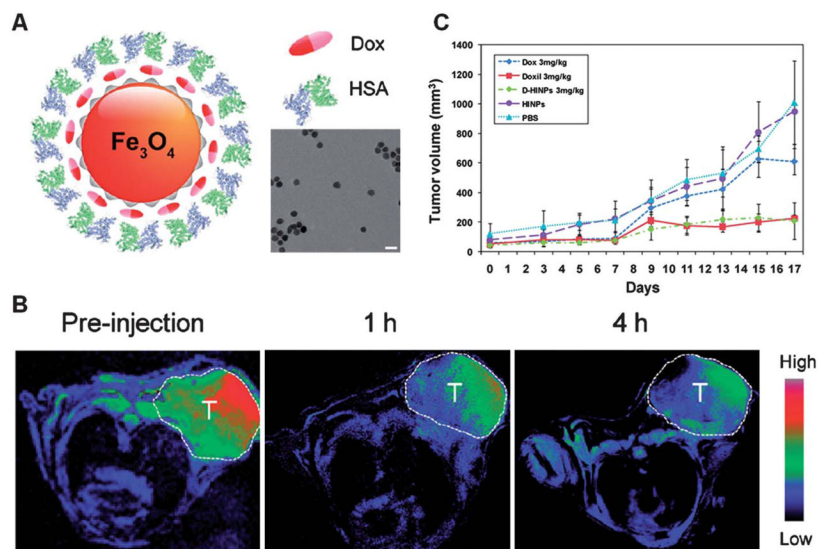 A
Dox
HSA
Fe3O4
C
Tumor volume (mm³)
1400
1200
1000
800
600
400
200
0
Dox 3mg/kg
Doxil 3mg/kg
D-HINPs 3mg/kg
HINPs
PBS
0 1 2 3 4 5 6 7 8 9 10 11 12 13 14 15 16 17
Days
B
Pre-injection
1 h
4 h
T
T
T
High
Low